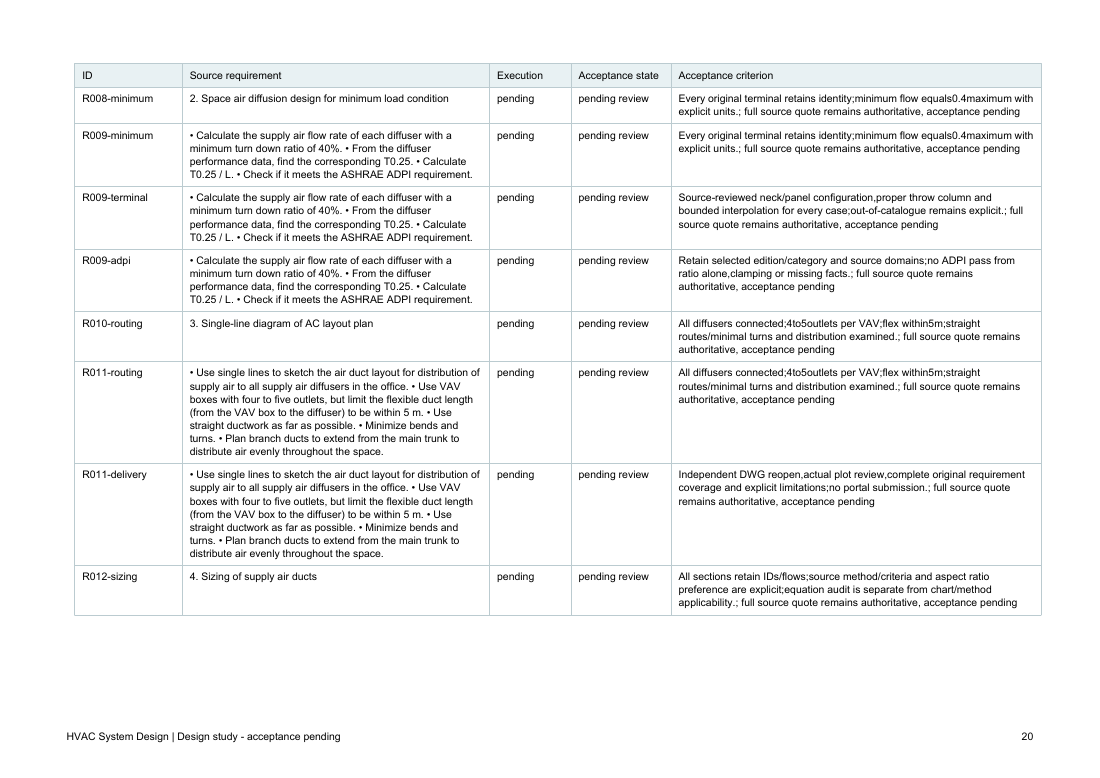 ID Source requirement Execution Acceptance state Acceptance criterion
R008-minimum 2. Space air diffusion design for minimum load condition pending pending review Every original terminal retains identity;minimum flow equals0.4maximum with
explicit units.; full source quote remains authoritative, acceptance pending
R009-minimum • Calculate the supply air flow rate of each diffuser with a pending pending review Every original terminal retains identity;minimum flow equals0.4maximum with
minimum turn down ratio of 40%. • From the diffuser explicit units.; full source quote remains authoritative, acceptance pending
performance data, find the corresponding T0.25. • Calculate
T0.25 / L. • Check if it meets the ASHRAE ADPI requirement.
R009-terminal • Calculate the supply air flow rate of each diffuser with a pending pending review Source-reviewed neck/panel configuration,proper throw column and
minimum turn down ratio of 40%. • From the diffuser bounded interpolation for every case;out-of-catalogue remains explicit.; full
performance data, find the corresponding T0.25. • Calculate source quote remains authoritative, acceptance pending
T0.25 / L. • Check if it meets the ASHRAE ADPI requirement.
R009-adpi • Calculate the supply air flow rate of each diffuser with a pending pending review Retain selected edition/category and source domains;no ADPI pass from
minimum turn down ratio of 40%. • From the diffuser ratio alone,clamping or missing facts.; full source quote remains
performance data, find the corresponding T0.25. • Calculate authoritative, acceptance pending
T0.25 / L. • Check if it meets the ASHRAE ADPI requirement.
R010-routing 3. Single-line diagram of AC layout plan pending pending review All diffusers connected;4to5outlets per VAV;flex within5m;straight
routes/minimal turns and distribution examined.; full source quote remains
authoritative, acceptance pending
R011-routing • Use single lines to sketch the air duct layout for distribution of pending pending review All diffusers connected;4to5outlets per VAV;flex within5m;straight
supply air to all supply air diffusers in the office. • Use VAV routes/minimal turns and distribution examined.; full source quote remains
boxes with four to five outlets, but limit the flexible duct length authoritative, acceptance pending
(from the VAV box to the diffuser) to be within 5 m. • Use
straight ductwork as far as possible. • Minimize bends and
turns. • Plan branch ducts to extend from the main trunk to
distribute air evenly throughout the space.
R011-delivery • Use single lines to sketch the air duct layout for distribution of pending pending review Independent DWG reopen,actual plot review,complete original requirement
supply air to all supply air diffusers in the office. • Use VAV coverage and explicit limitations;no portal submission.; full source quote
boxes with four to five outlets, but limit the flexible duct length remains authoritative, acceptance pending
(from the VAV box to the diffuser) to be within 5 m. • Use
straight ductwork as far as possible. • Minimize bends and
turns. • Plan branch ducts to extend from the main trunk to
distribute air evenly throughout the space.
R012-sizing 4. Sizing of supply air ducts pending pending review All sections retain IDs/flows;source method/criteria and aspect ratio
preference are explicit;equation audit is separate from chart/method
applicability.; full source quote remains authoritative, acceptance pending
HVAC System Design | Design study - acceptance pending 20